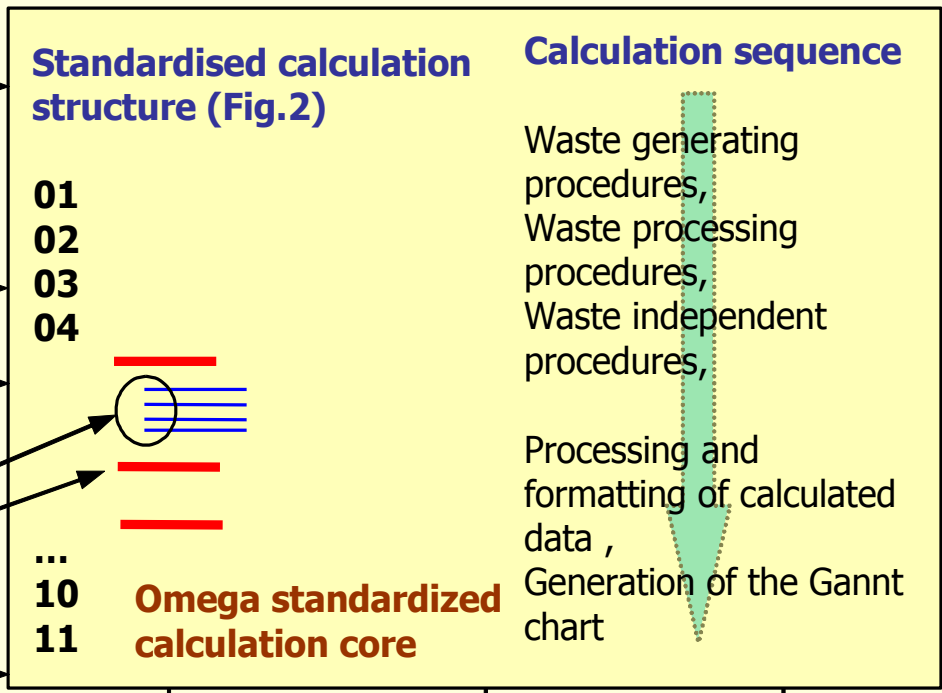 Standardised calculation
structure (Fig.2)
01
02
03
04
...
10
11
Omega standardized
calculation core
Calculation sequence
Waste generating
procedures,
Waste processing
procedures,
Waste independent
procedures,
Processing and
formatting of calculated
data ,
Generation of the Gannt
chart